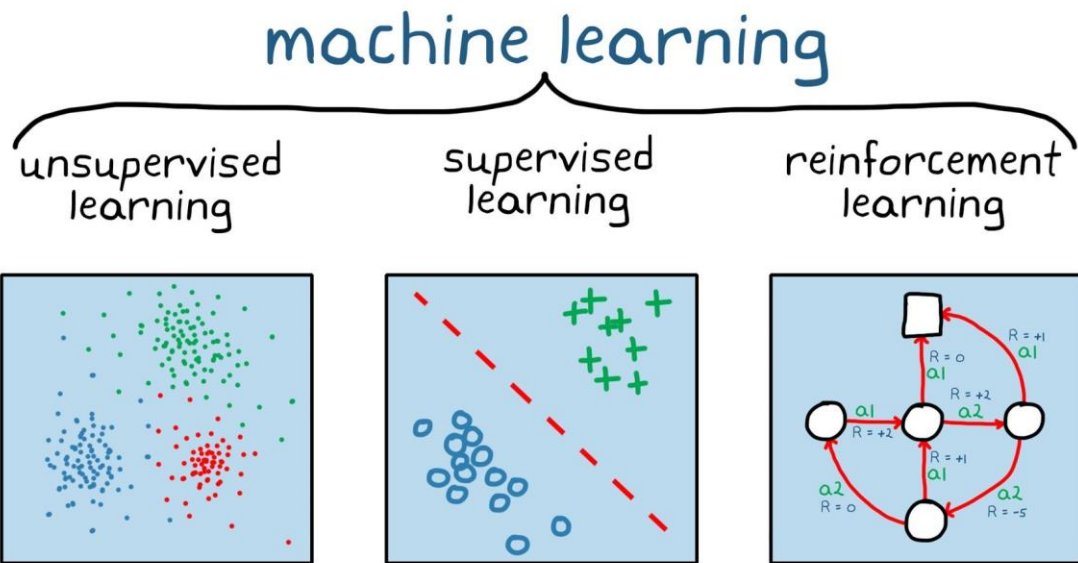 machine learning
unsupervised
learning
supervised
learning
reinforcement
learning
R = +1
a1
R = 0
a1
R = +2
a1
a2
R = +2
R = +1
a1
a2
a2
R = 0
R = -5